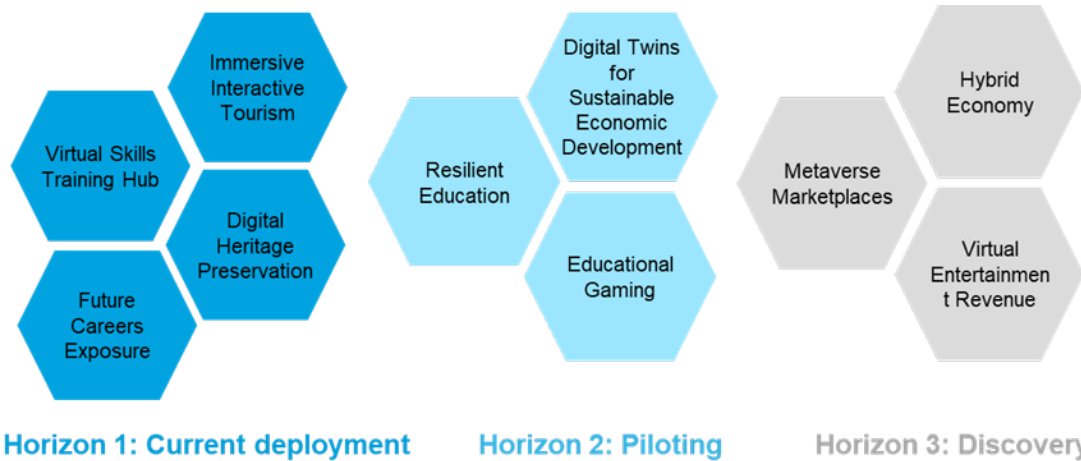 Immersive
Interactive
Tourism
Virtual Skills
Training Hub
Digital
Heritage
Preservation
Future
Careers
Exposure
Digital Twins
for
Sustainable
Economic
Development
Resilient
Education
Educational
Gaming
Hybrid
Economy
Metaverse
Marketplaces
Virtual
Entertainmen
t Revenue
Horizon 1: Current deployment
Horizon 2: Piloting
Horizon 3: Discovery